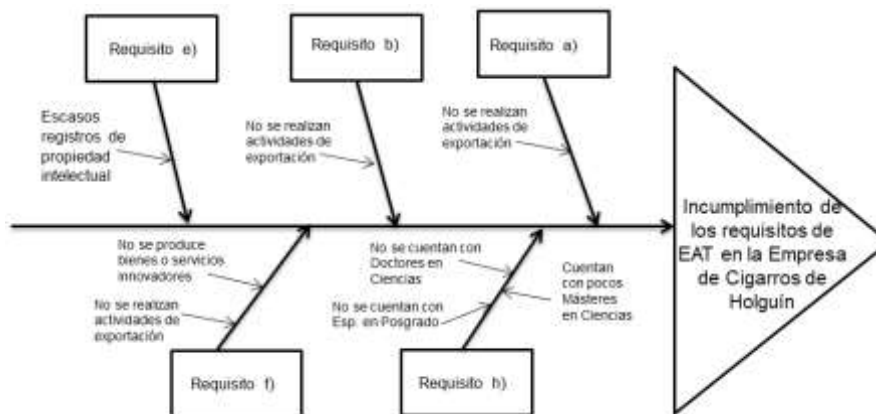 Requisito e)
Requisito b)
Requisito a)
Escasos
registros de
propiedad
intelectual
No se realizan
actividades de
exportación
No se realizan
actividades de
exportación
Incumplimiento de
los requisitos de
EAT en la Empresa
de Cigarros de
Holguín
No se produce
bienes o servicios
innovadores
No se realizan
actividades de
exportación
No se cuentan con
Doctores en
Ciencias
No se cuentan con
Esp. en Posgrado
Cuentan
con pocos
Másteres
en Ciencias
Requisito f)
Requisito h)